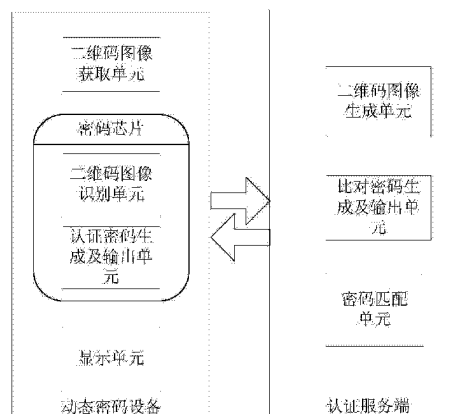 二维码图像
获取单元
密码芯片
二维码图像
识别单元
认证密码生
成及输出单
元
显示单元
动态密码设备
二维码图像
生成单元
比对密码生
成及输出单
元
密码匹配
单元
认证服务端